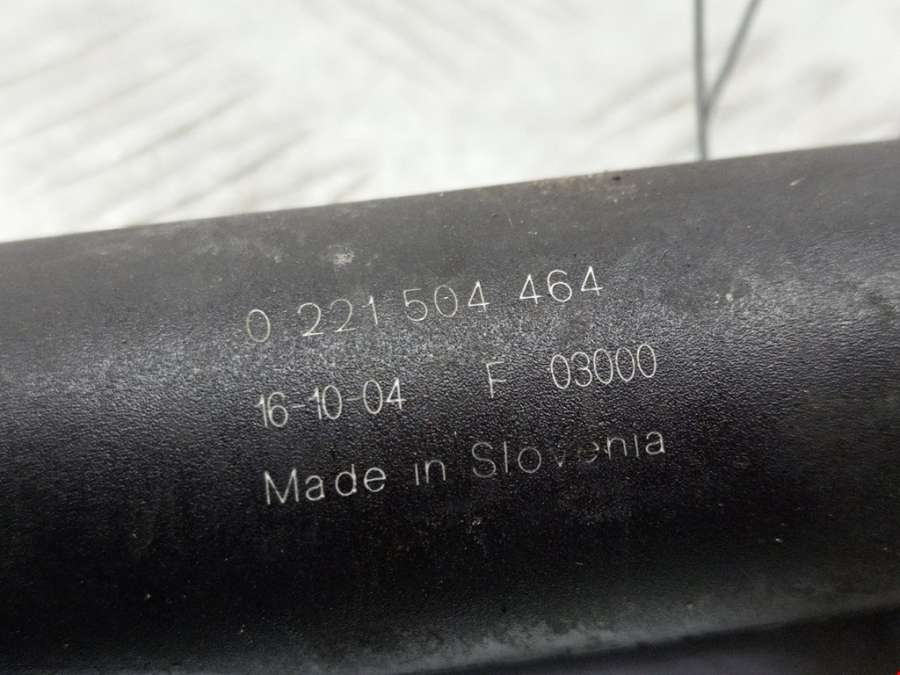 0 221 504 464
16-10-04 F 03000
Made in Slovenia